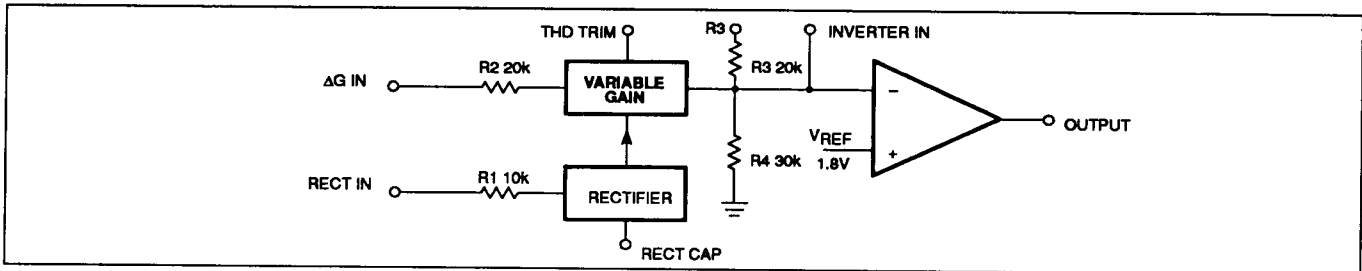 THD TRIM
R3
INVERTER IN
R2 20k
R3 20k
ΔG IN
VARIABLE
GAIN
−
OUTPUT
VREF
1.8V
+
R4 30k
RECT IN
R1 10k
RECTIFIER
RECT CAP